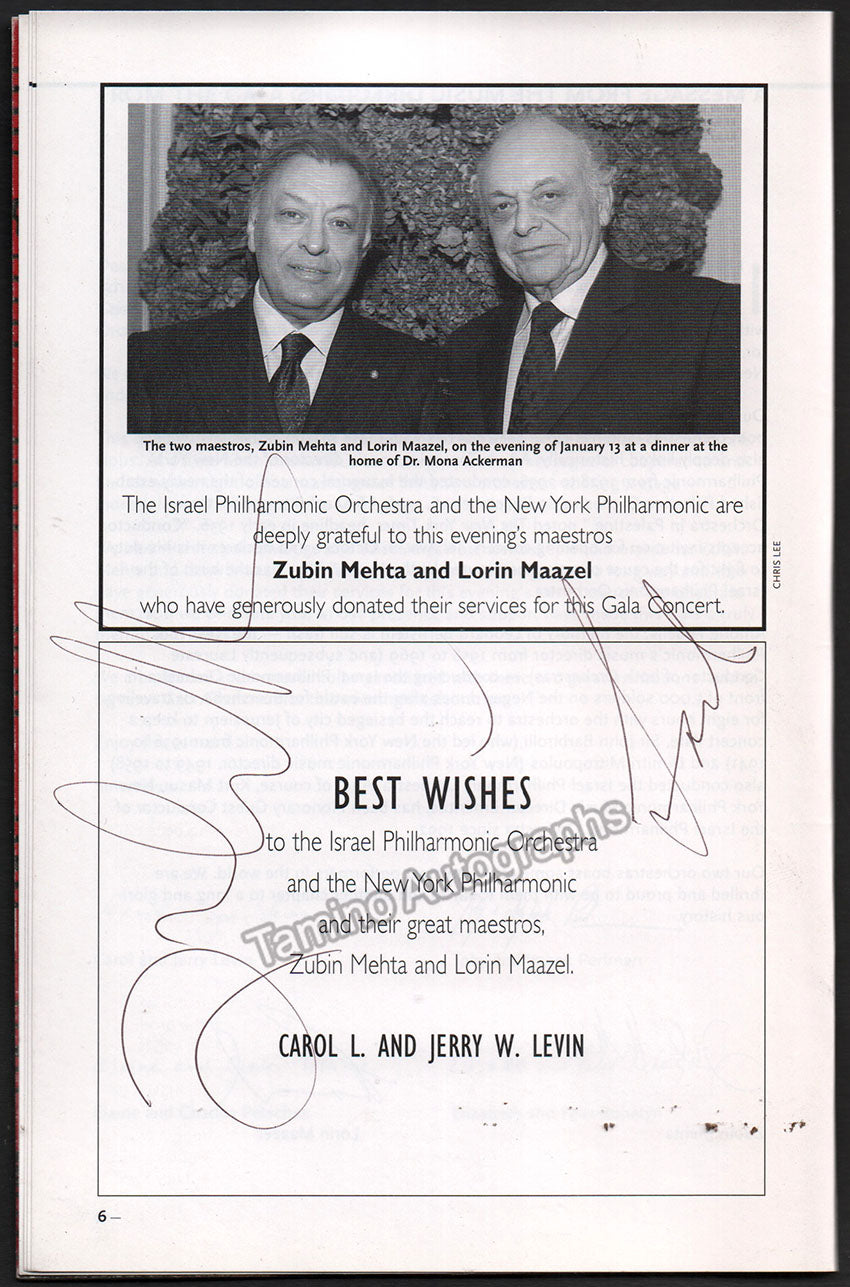 The two maestros, Zubin Mehta and Lorin Maazel, on the evening of January 13 at a dinner at the
home of Dr. Mona Ackerman
The Israel Philharmonic Orchestra and the New York Philharmonic are
deeply grateful to this evening's maestros
Zubin Mehta and Lorin Maazel
who have generously donated their services for this Gala Concert.
CHRIS LEE
BEST WISHES
to the Israel Philharmonic Orchestra
and the New York Philharmonic
and their great maestros,
Zubin Mehta and Lorin Maazel.
CAROL L. AND JERRY W. LEVIN
Tamino Autographs
6 –